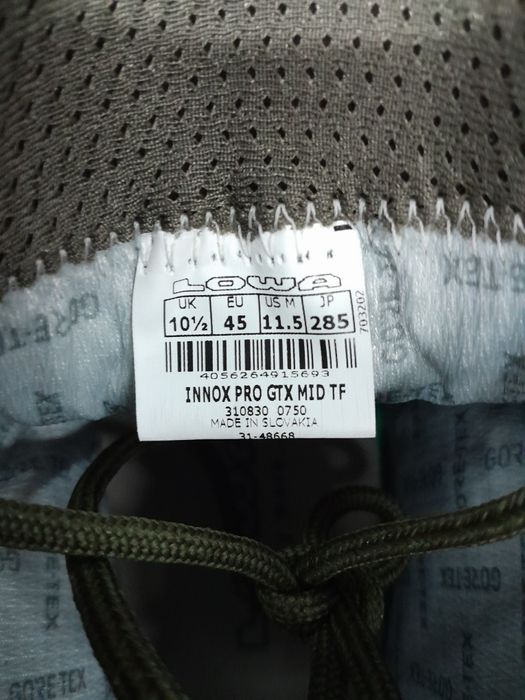 LOWA
UK EU US M JP
10½ 45 11.5 285
703202
4056264915693
INNOX PRO GTX MID TF
310830 0750
MADE IN SLOVAKIA
31-48668
GORE-TEX
GORE-TEX
GORE-TEX